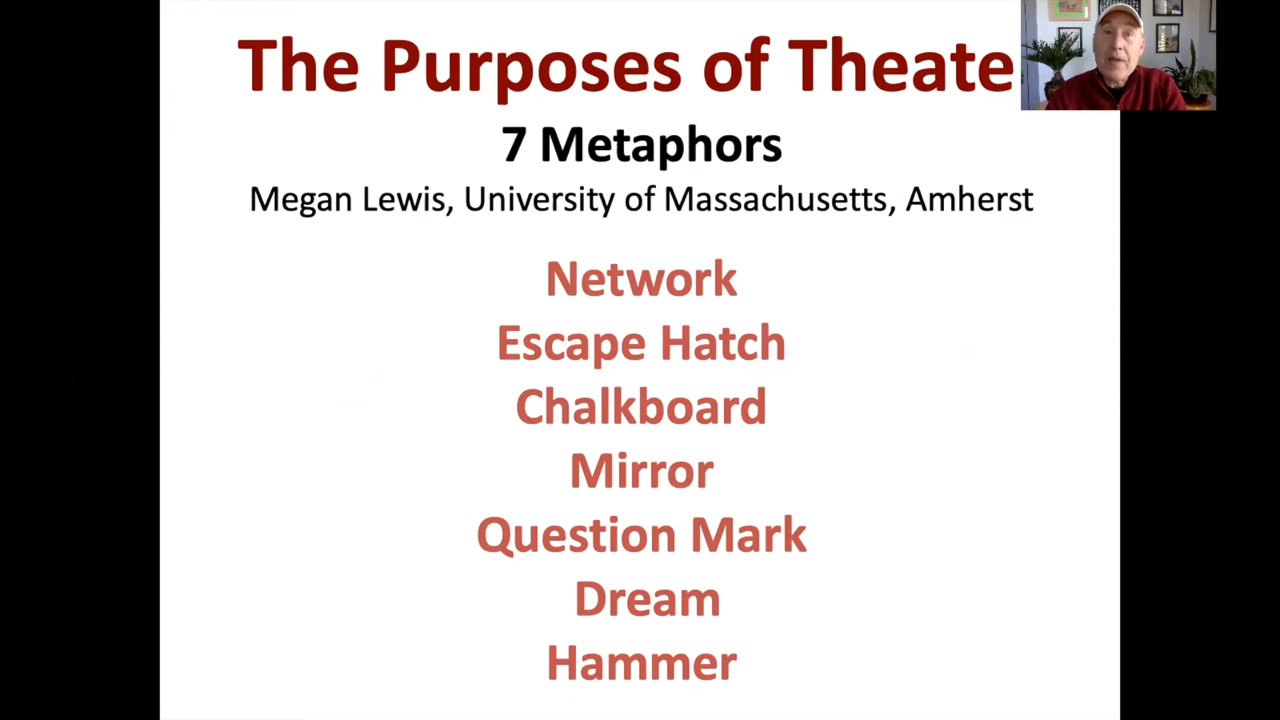 The Purposes of Theate
7 Metaphors
Megan Lewis, University of Massachusetts, Amherst
Network
Escape Hatch
Chalkboard
Mirror
Question Mark
Dream
Hammer